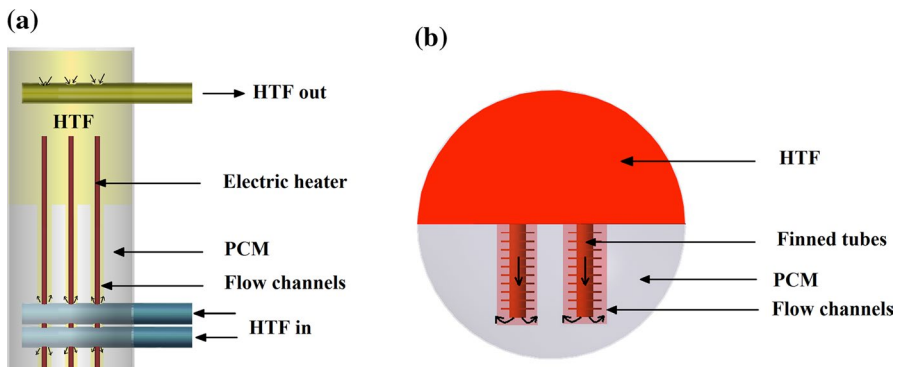 (a)
HTF out
HTF
Electric heater
PCM
Flow channels
HTF in
(b)
HTF
Finned tubes
PCM
Flow channels